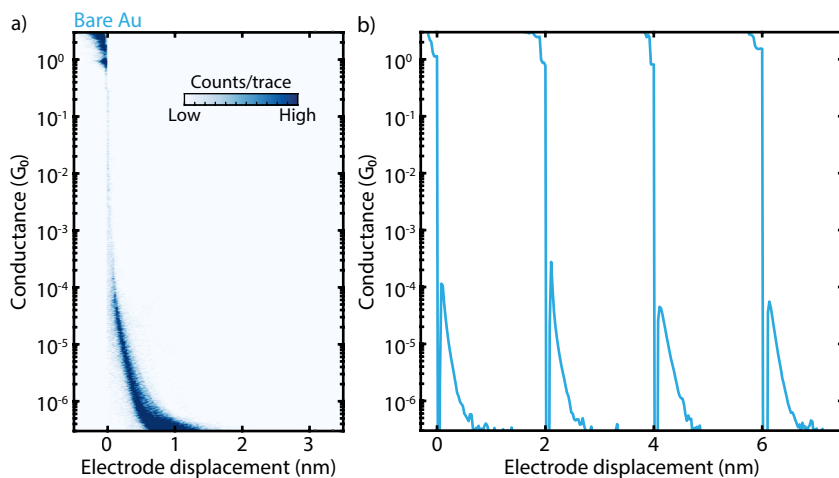 a)
Bare Au
Counts/trace
Low
High
10⁰
10⁻¹
10⁻²
10⁻³
10⁻⁴
10⁻⁵
10⁻⁶
Conductance (G₀)
0
1
2
3
Electrode displacement (nm)
b)
10⁰
10⁻¹
10⁻²
10⁻³
10⁻⁴
10⁻⁵
10⁻⁶
Conductance (G₀)
0
2
4
6
Electrode displacement (nm)